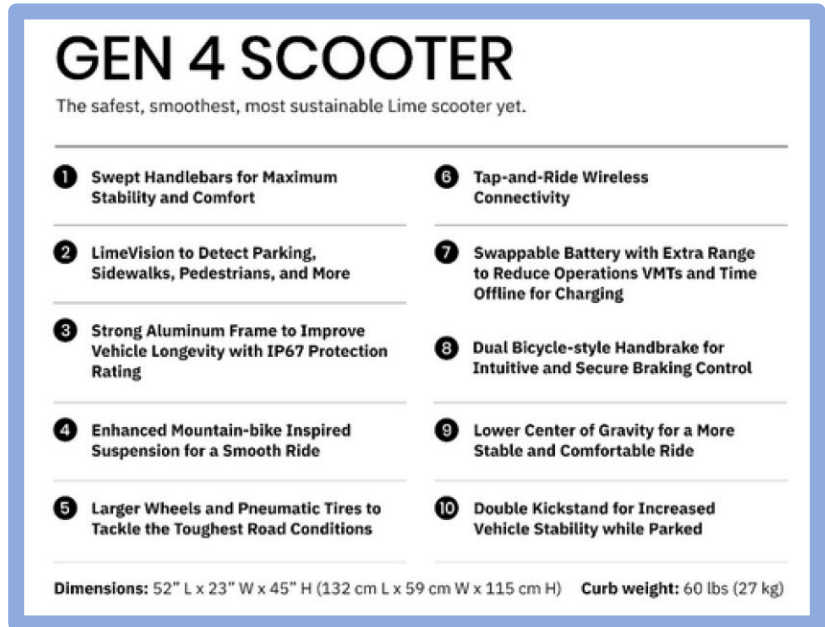 GEN 4 SCOOTER
The safest, smoothest, most sustainable Lime scooter yet.
1 Swept Handlebars for Maximum
Stability and Comfort
2 LimeVision to Detect Parking,
Sidewalks, Pedestrians, and More
3 Strong Aluminum Frame to Improve
Vehicle Longevity with IP67 Protection
Rating
4 Enhanced Mountain-bike Inspired
Suspension for a Smooth Ride
5 Larger Wheels and Pneumatic Tires to
Tackle the Toughest Road Conditions
6 Tap-and-Ride Wireless
Connectivity
7 Swappable Battery with Extra Range
to Reduce Operations VMTs and Time
Offline for Charging
8 Dual Bicycle-style Handbrake for
Intuitive and Secure Braking Control
9 Lower Center of Gravity for a More
Stable and Comfortable Ride
10 Double Kickstand for Increased
Vehicle Stability while Parked
Dimensions: 52” L x 23” W x 45” H (132 cm L x 59 cm W x 115 cm H) Curb weight: 60 lbs (27 kg)